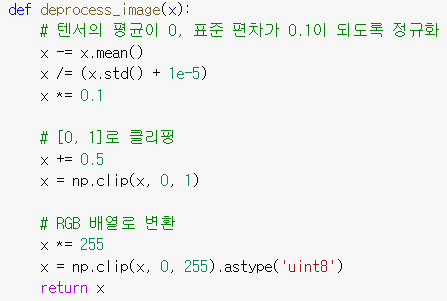 def deprocess_image(x):
    # 텐서의 평균이 0, 표준 편차가 0.1이 되도록 정규화
    x -= x.mean()
    x /= (x.std() + 1e-5)
    x *= 0.1

    # [0, 1]로 클리핑
    x += 0.5
    x = np.clip(x, 0, 1)

    # RGB 배열로 변환
    x *= 255
    x = np.clip(x, 0, 255).astype('uint8')
    return x